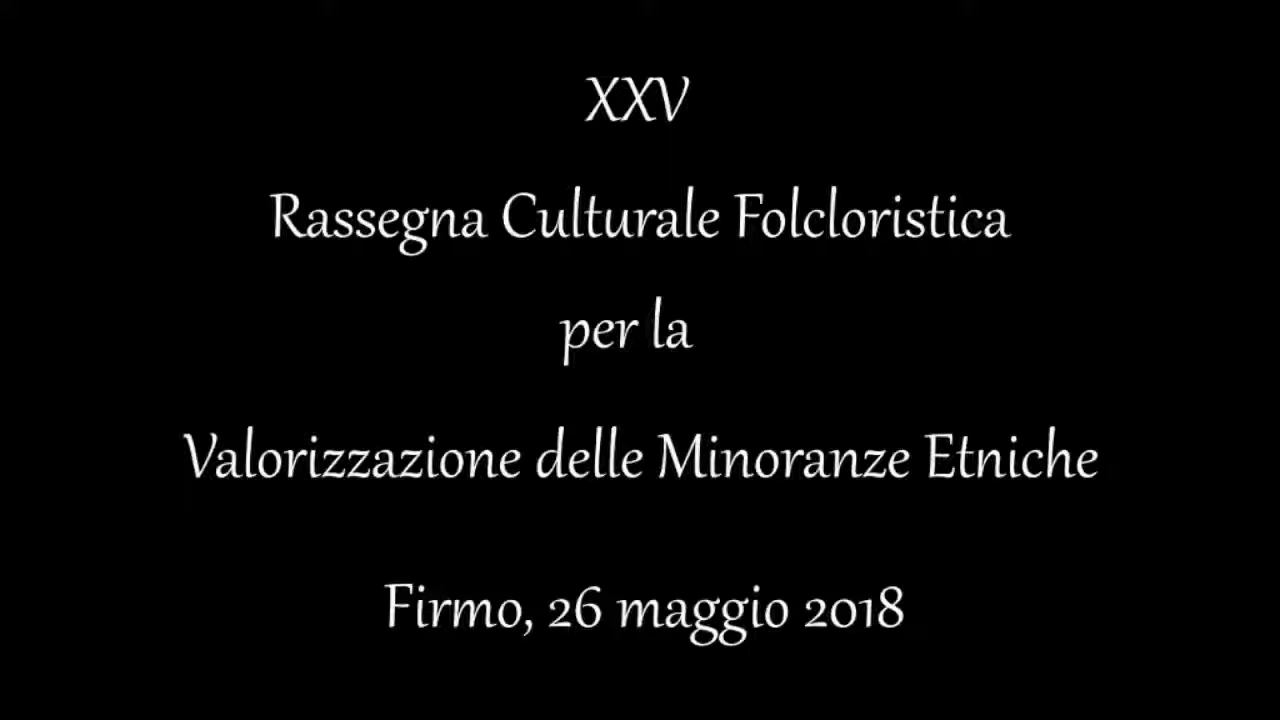 XXV
Rassegna Culturale Folcloristica
per la
Valorizzazione delle Minoranze Etniche
Firmo, 26 maggio 2018